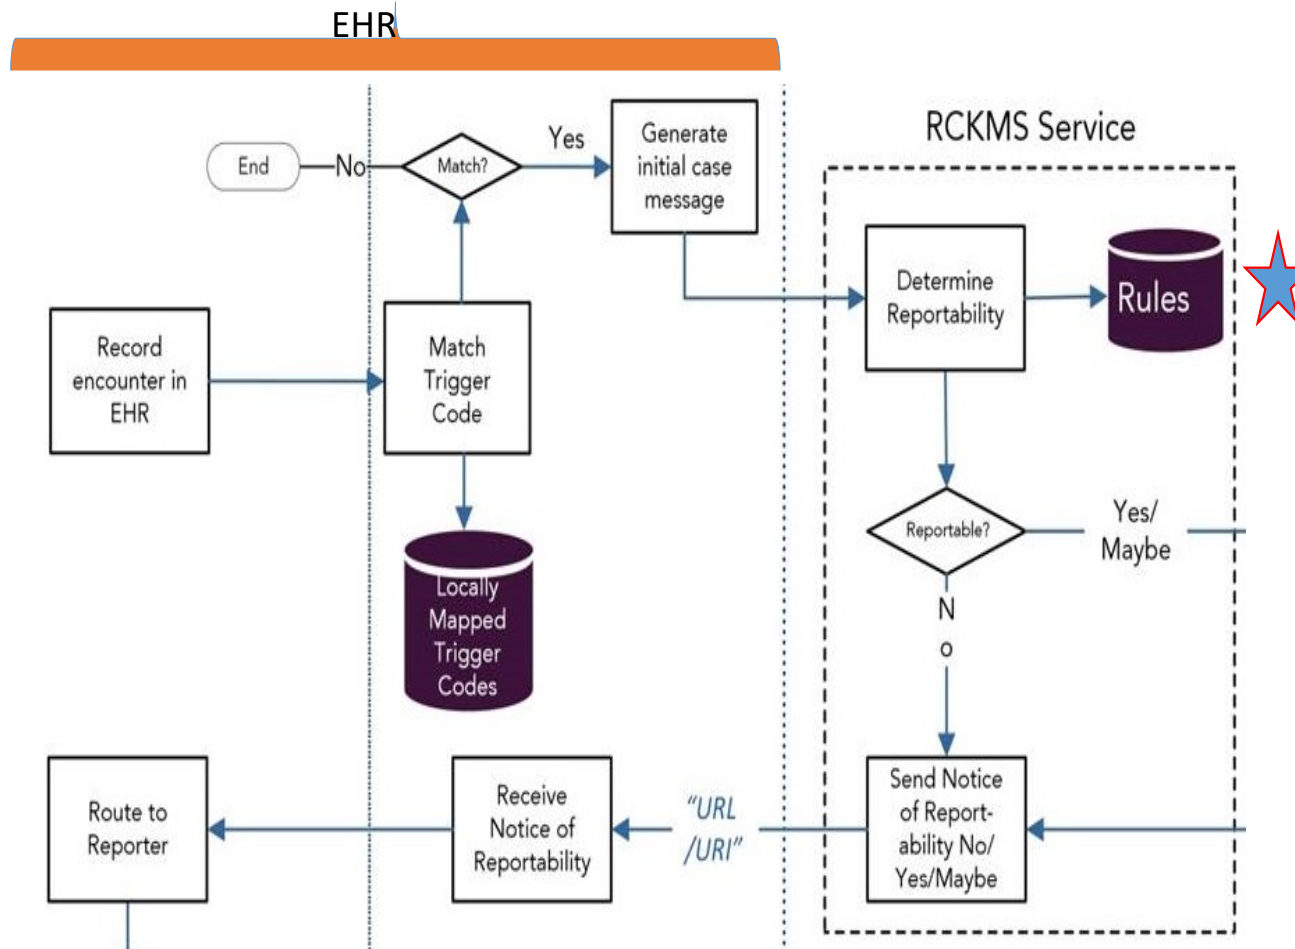 EHR
RCKMS Service
End
No
Match?
Yes
Generate
initial case
message
Determine
Reportability
Rules
Record
encounter in
EHR
Match
Trigger
Code
Locally
Mapped
Trigger
Codes
Reportable?
Yes/
Maybe
N
o
Route to
Reporter
Receive
Notice of
Reportability
“URL
/URI”
Send Notice
of Report-
ability No/
Yes/Maybe